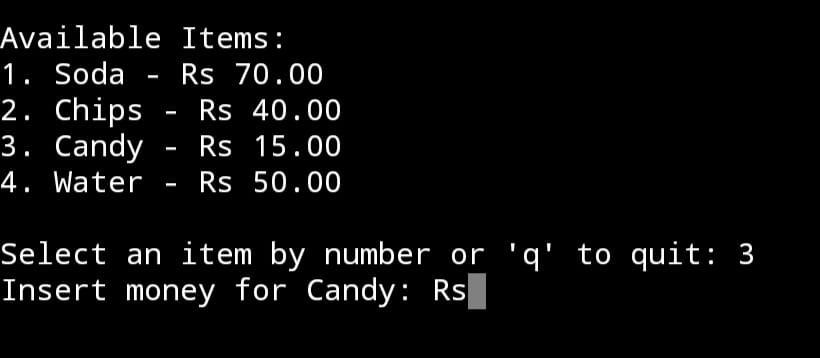 Available Items:
1. Soda - Rs 70.00
2. Chips - Rs 40.00
3. Candy - Rs 15.00
4. Water - Rs 50.00
Select an item by number or 'q' to quit: 3
Insert money for Candy: Rs